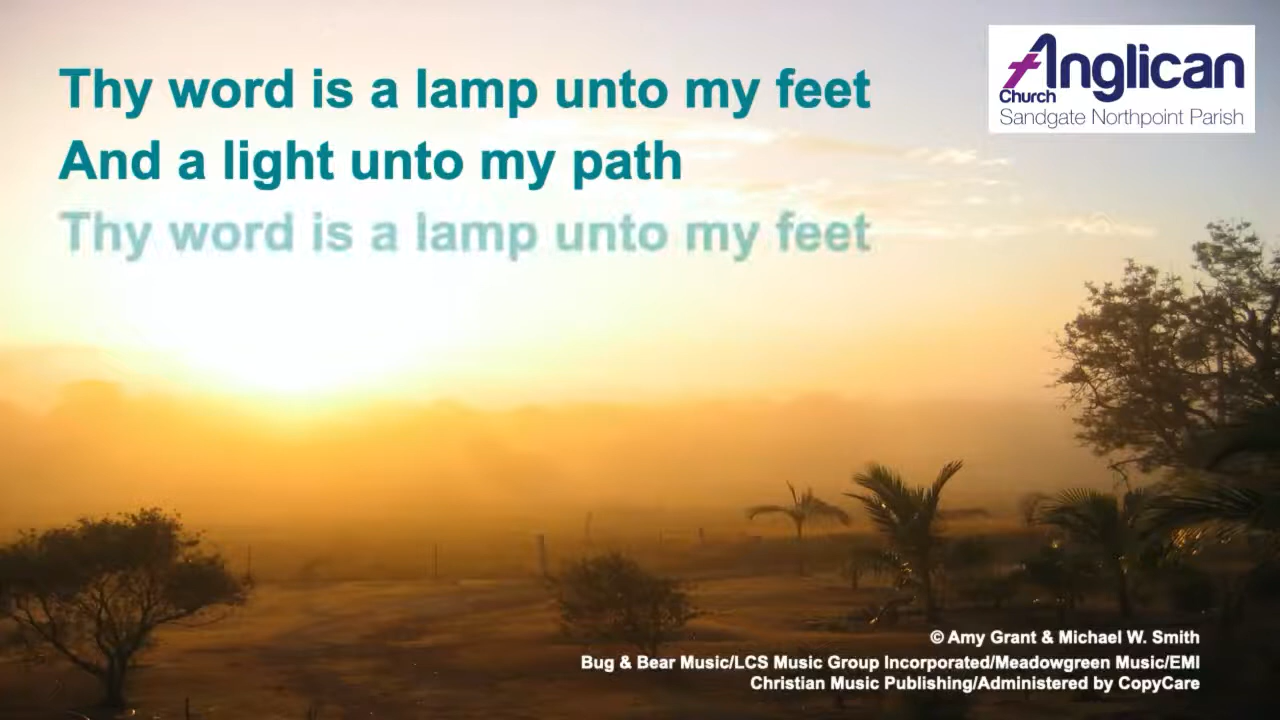 Thy word is a lamp unto my feet
And a light unto my path
Thy word is a lamp unto my feet
Anglican
Church
Sandgate Northpoint Parish
© Amy Grant & Michael W. Smith
Bug & Bear Music/LCS Music Group Incorporated/Meadowgreen Music/EMI
Christian Music Publishing/Administered by CopyCare